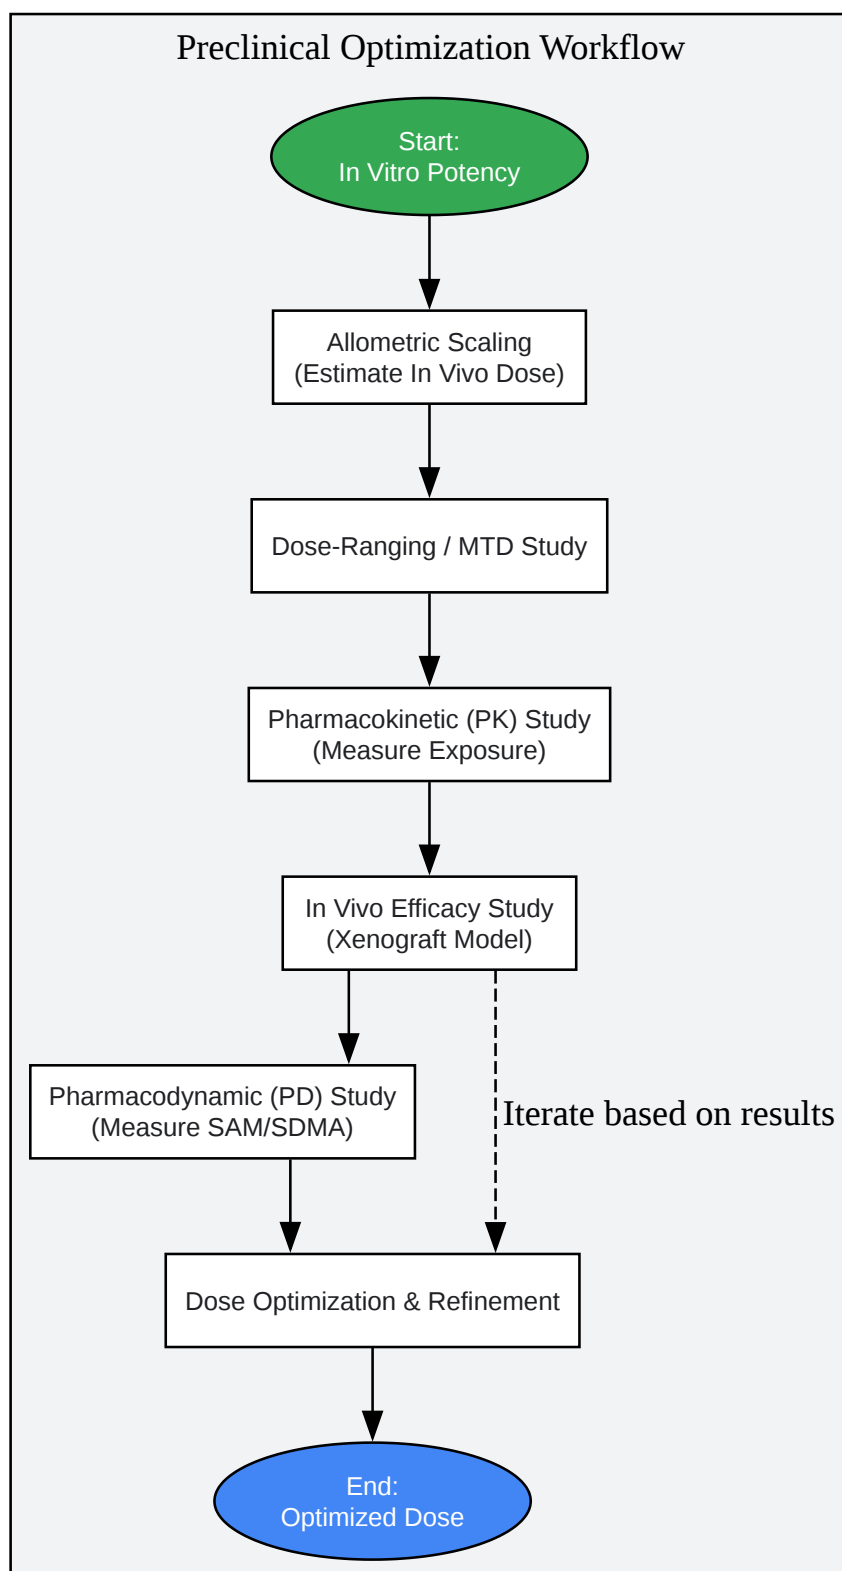 Preclinical Optimization Workflow
Start:
In Vitro Potency
Allometric Scaling
(Estimate In Vivo Dose)
Dose-Ranging / MTD Study
Pharmacokinetic (PK) Study
(Measure Exposure)
In Vivo Efficacy Study
(Xenograft Model)
Pharmacodynamic (PD) Study
(Measure SAM/SDMA)
Iterate based on results
Dose Optimization & Refinement
End:
Optimized Dose